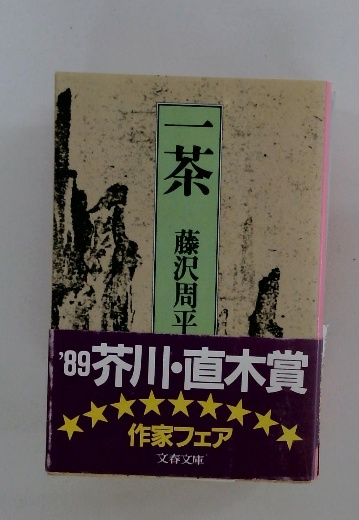 一茶
藤沢周平
'89芥川・直木賞
作家フェア
文春文庫